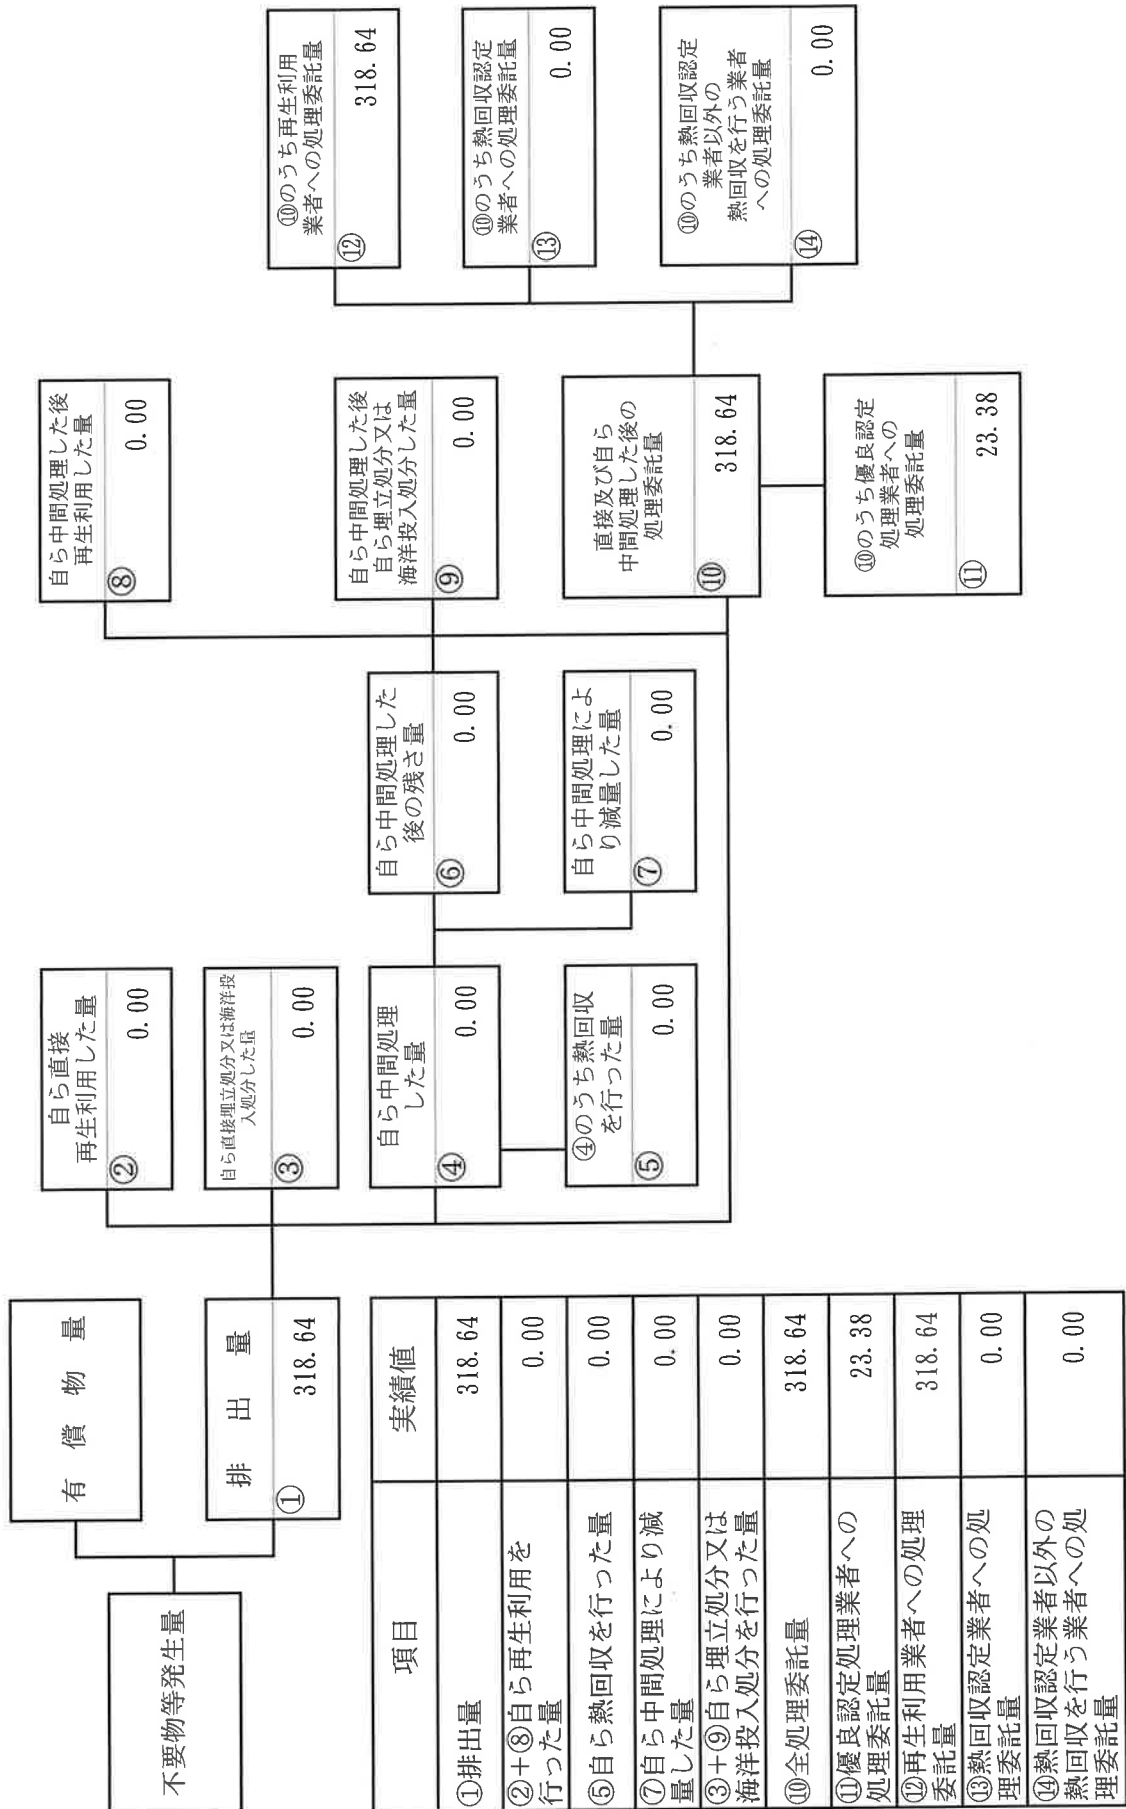 不要物等発生量
有償物量
排出量
①
318.64
自ら直接
再生利用した量
②
0.00
自ら直接埋立処分又は海洋投
入処分した量
③
0.00
自ら中間処理
した量
④
0.00
④のうち熱回収
を行った量
⑤
0.00
自ら中間処理した
後の残さ量
⑥
0.00
自ら中間処理によ
り減量した量
⑦
0.00
自ら中間処理した後
再生利用した量
⑧
0.00
自ら中間処理した後
自ら埋立処分又は
海洋投入処分した量
⑨
0.00
直接及び自ら
中間処理した後の
処理委託量
⑩
318.64
⑩のうち優良認定
処理業者への
処理委託量
⑪
23.38
⑩のうち再生利用
業者への処理委託量
⑫
318.64
⑩のうち熱回収認定
業者への処理委託量
⑬
0.00
⑩のうち熱回収認定
業者以外の
熱回収を行う業者
への処理委託量
⑭
0.00
項目 実績値
①排出量 318.64
②+⑧自ら再生利用を
行った量 0.00
⑤自ら熱回収を行った量 0.00
⑦自ら中間処理により減
量した量 0.00
③+⑨自ら埋立処分又は
海洋投入処分を行った量 0.00
⑩全処理委託量 318.64
⑪優良認定処理業者への
処理委託量 23.38
⑫再生利用業者への処理
委託量 318.64
⑬熱回収認定業者への処
理委託量 0.00
⑭熱回収認定業者以外の
熱回収を行う業者への処
理委託量 0.00